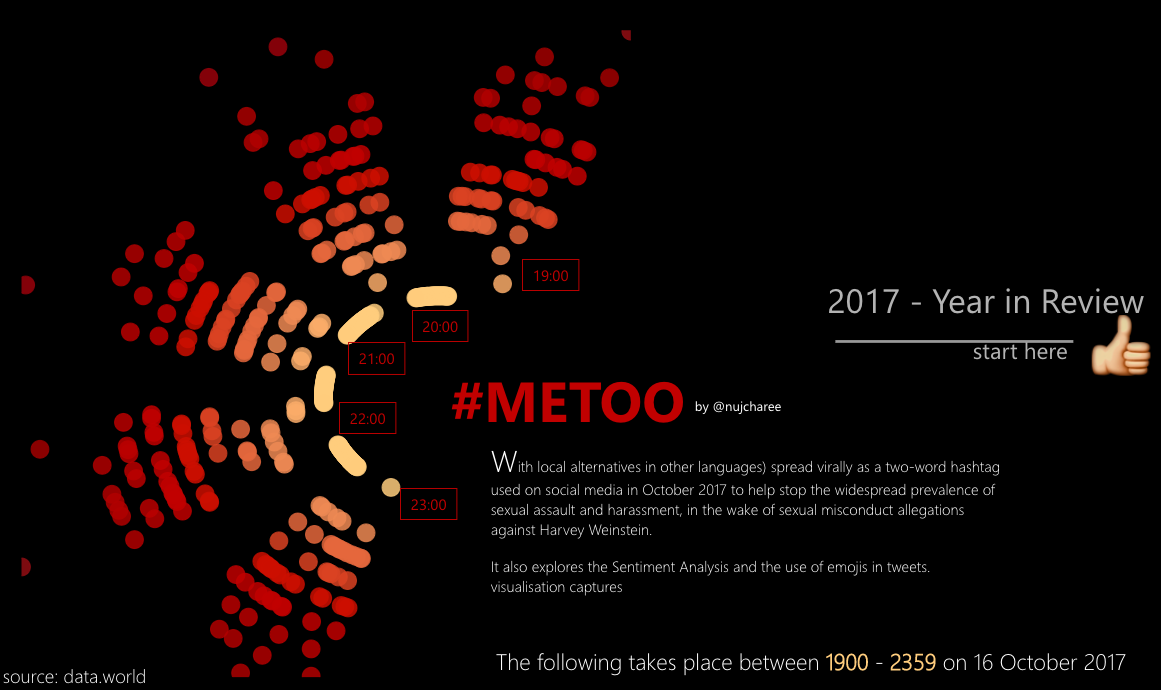 19:00
20:00
21:00
22:00
23:00
2017 - Year in Review
start here
#METOO
by @nujcharee
With local alternatives in other languages) spread virally as a two-word hashtag
used on social media in October 2017 to help stop the widespread prevalence of
sexual assault and harassment, in the wake of sexual misconduct allegations
against Harvey Weinstein.
It also explores the Sentiment Analysis and the use of emojis in tweets.
visualisation captures
The following takes place between 1900 - 2359 on 16 October 2017
source: data.world